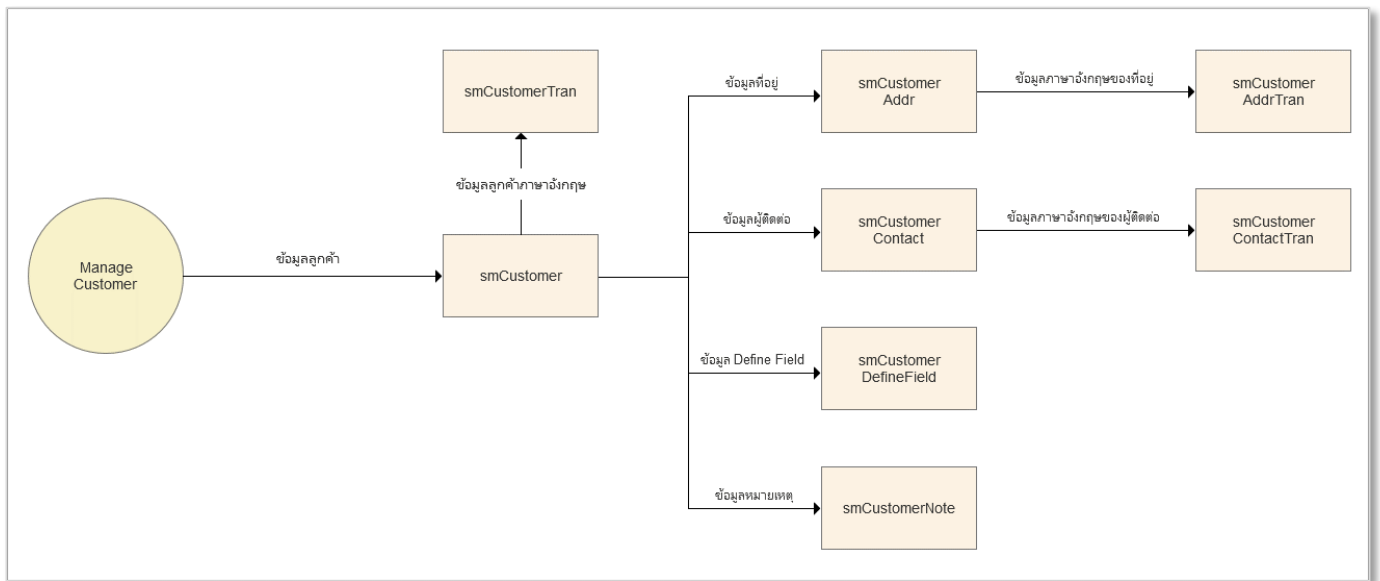 smCustomerTran
ข้อมูลที่อยู่
smCustomer
Addr
ข้อมูลภาษาอังกฤษของที่อยู่
smCustomer
AddrTran
ข้อมูลลูกค้าภาษาอังกฤษ
ข้อมูลผู้ติดต่อ
smCustomer
Contact
ข้อมูลภาษาอังกฤษของผู้ติดต่อ
smCustomer
ContactTran
Manage
Customer
ข้อมูลลูกค้า
smCustomer
ข้อมูล Define Field
smCustomer
DefineField
ข้อมูลหมายเหตุ
smCustomerNote